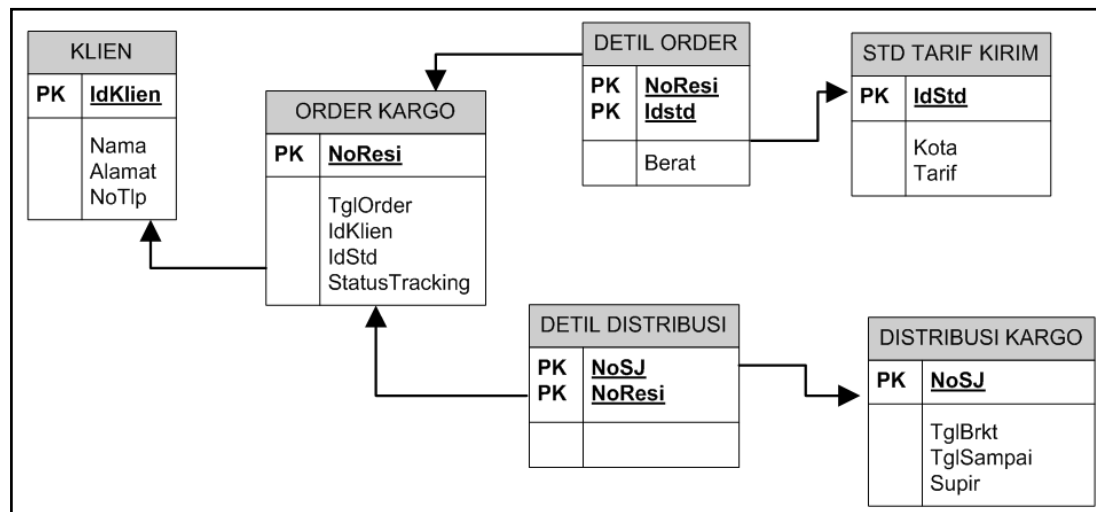 KLIEN
PK IdKlien
Nama
Alamat
NoTlp
ORDER KARGO
PK NoResi
TglOrder
IdKlien
IdStd
StatusTracking
DETIL ORDER
PK NoResi
PK Idstd
Berat
STD TARIF KIRIM
PK IdStd
Kota
Tarif
DETIL DISTRIBUSI
PK NoSJ
PK NoResi
DISTRIBUSI KARGO
PK NoSJ
TglBrkt
TglSampai
Supir